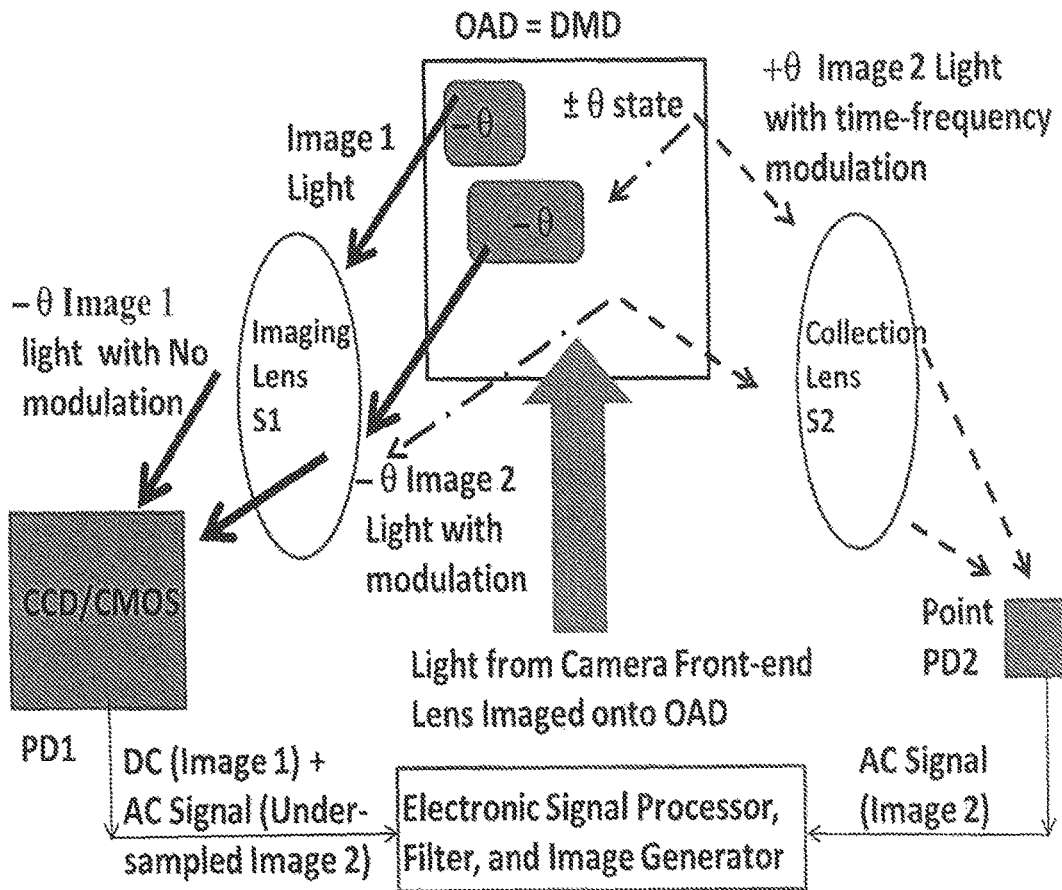 OAD = DMD
– θ
± θ state
– θ
Image 1
Light
+θ Image 2 Light
with time-frequency
modulation
– θ Image 1
light with No
modulation
Imaging
Lens
S1
Collection
Lens
S2
– θ Image 2
Light with
modulation
CCD/CMOS
Point
PD2
Light from Camera Front-end
Lens Imaged onto OAD
PD1
DC (Image 1) +
AC Signal (Under-
sampled Image 2)
Electronic Signal Processor,
Filter, and Image Generator
AC Signal
(Image 2)